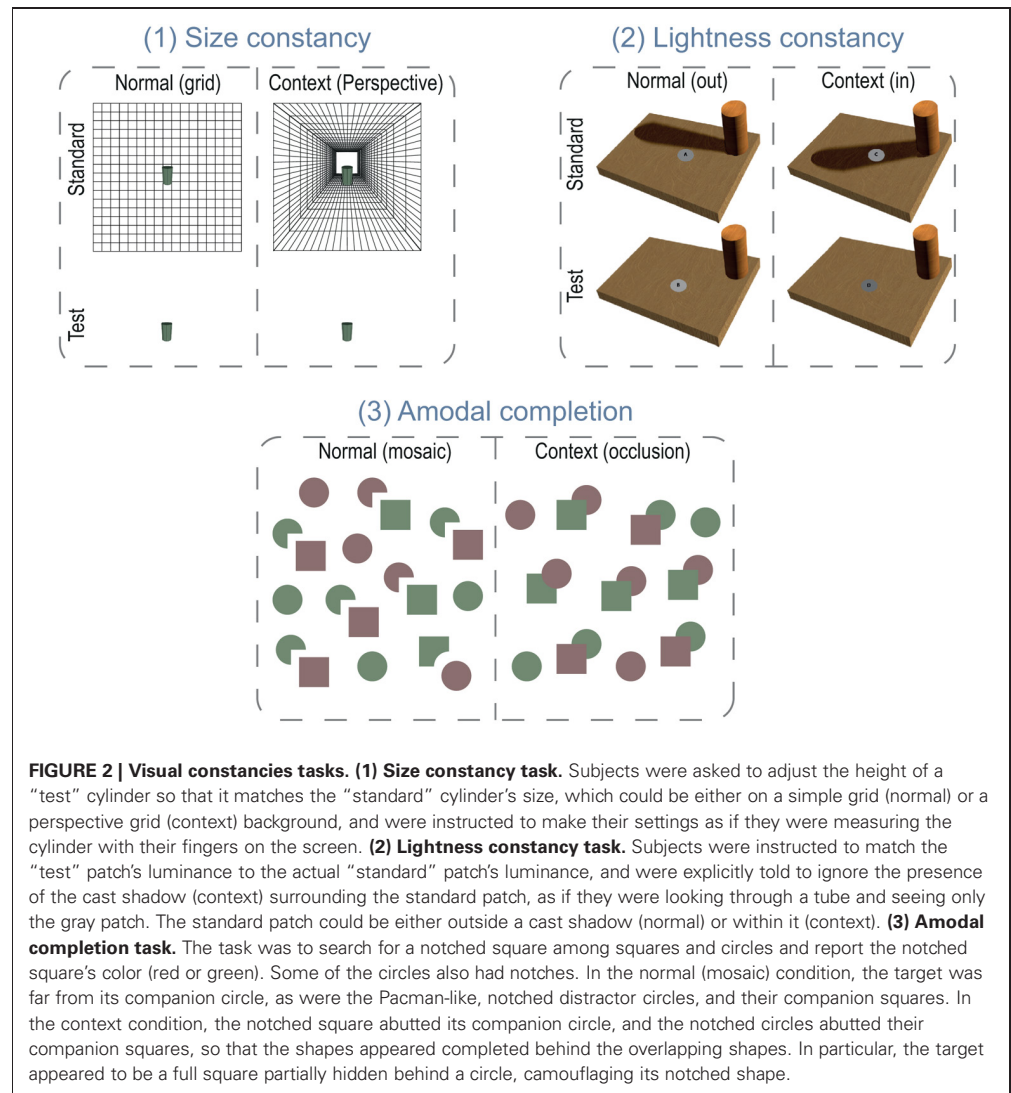 (1) Size constancy
Normal (grid)
Context (Perspective)
Standard
Test
(2) Lightness constancy
Normal (out)
Context (in)
Standard
A
C
Test
B
D
(3) Amodal completion
Normal (mosaic)
Context (occlusion)
FIGURE 2 | Visual constancies tasks. (1) Size constancy task. Subjects were asked to adjust the height of a
“test” cylinder so that it matches the “standard” cylinder’s size, which could be either on a simple grid (normal) or a
perspective grid (context) background, and were instructed to make their settings as if they were measuring the
cylinder with their fingers on the screen. (2) Lightness constancy task. Subjects were instructed to match the
“test” patch’s luminance to the actual “standard” patch’s luminance, and were explicitly told to ignore the presence
of the cast shadow (context) surrounding the standard patch, as if they were looking through a tube and seeing only
the gray patch. The standard patch could be either outside a cast shadow (normal) or within it (context). (3) Amodal
completion task. The task was to search for a notched square among squares and circles and report the notched
square’s color (red or green). Some of the circles also had notches. In the normal (mosaic) condition, the target was
far from its companion circle, as were the Pacman-like, notched distractor circles, and their companion squares. In
the context condition, the notched square abutted its companion circle, and the notched circles abutted their
companion squares, so that the shapes appeared completed behind the overlapping shapes. In particular, the target
appeared to be a full square partially hidden behind a circle, camouflaging its notched shape.